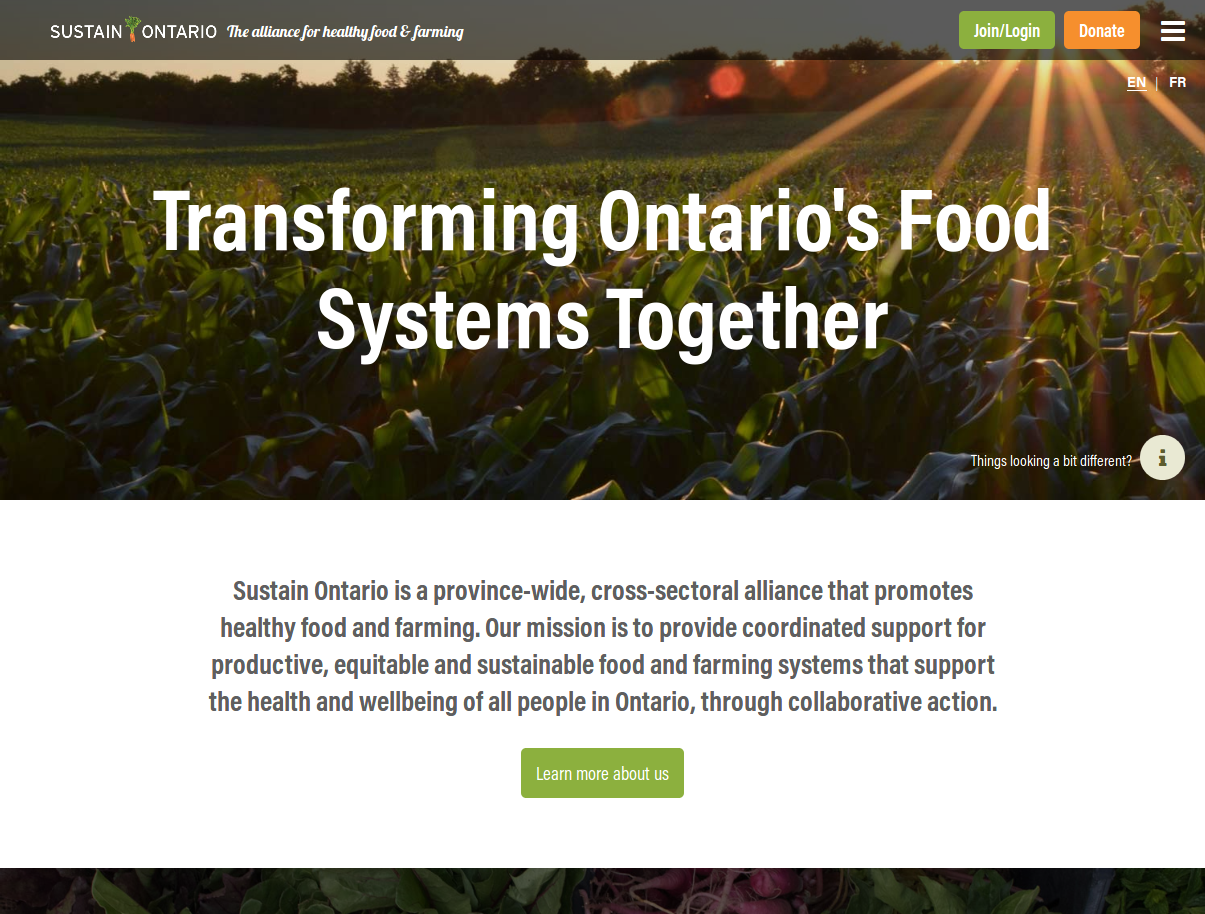 SUSTAIN ONTARIO The alliance for healthy food & farming Join/Login Donate
EN | FR
Transforming Ontario's Food
Systems Together
Things looking a bit different? i
Sustain Ontario is a province-wide, cross-sectoral alliance that promotes
healthy food and farming. Our mission is to provide coordinated support for
productive, equitable and sustainable food and farming systems that support
the health and wellbeing of all people in Ontario, through collaborative action.
Learn more about us